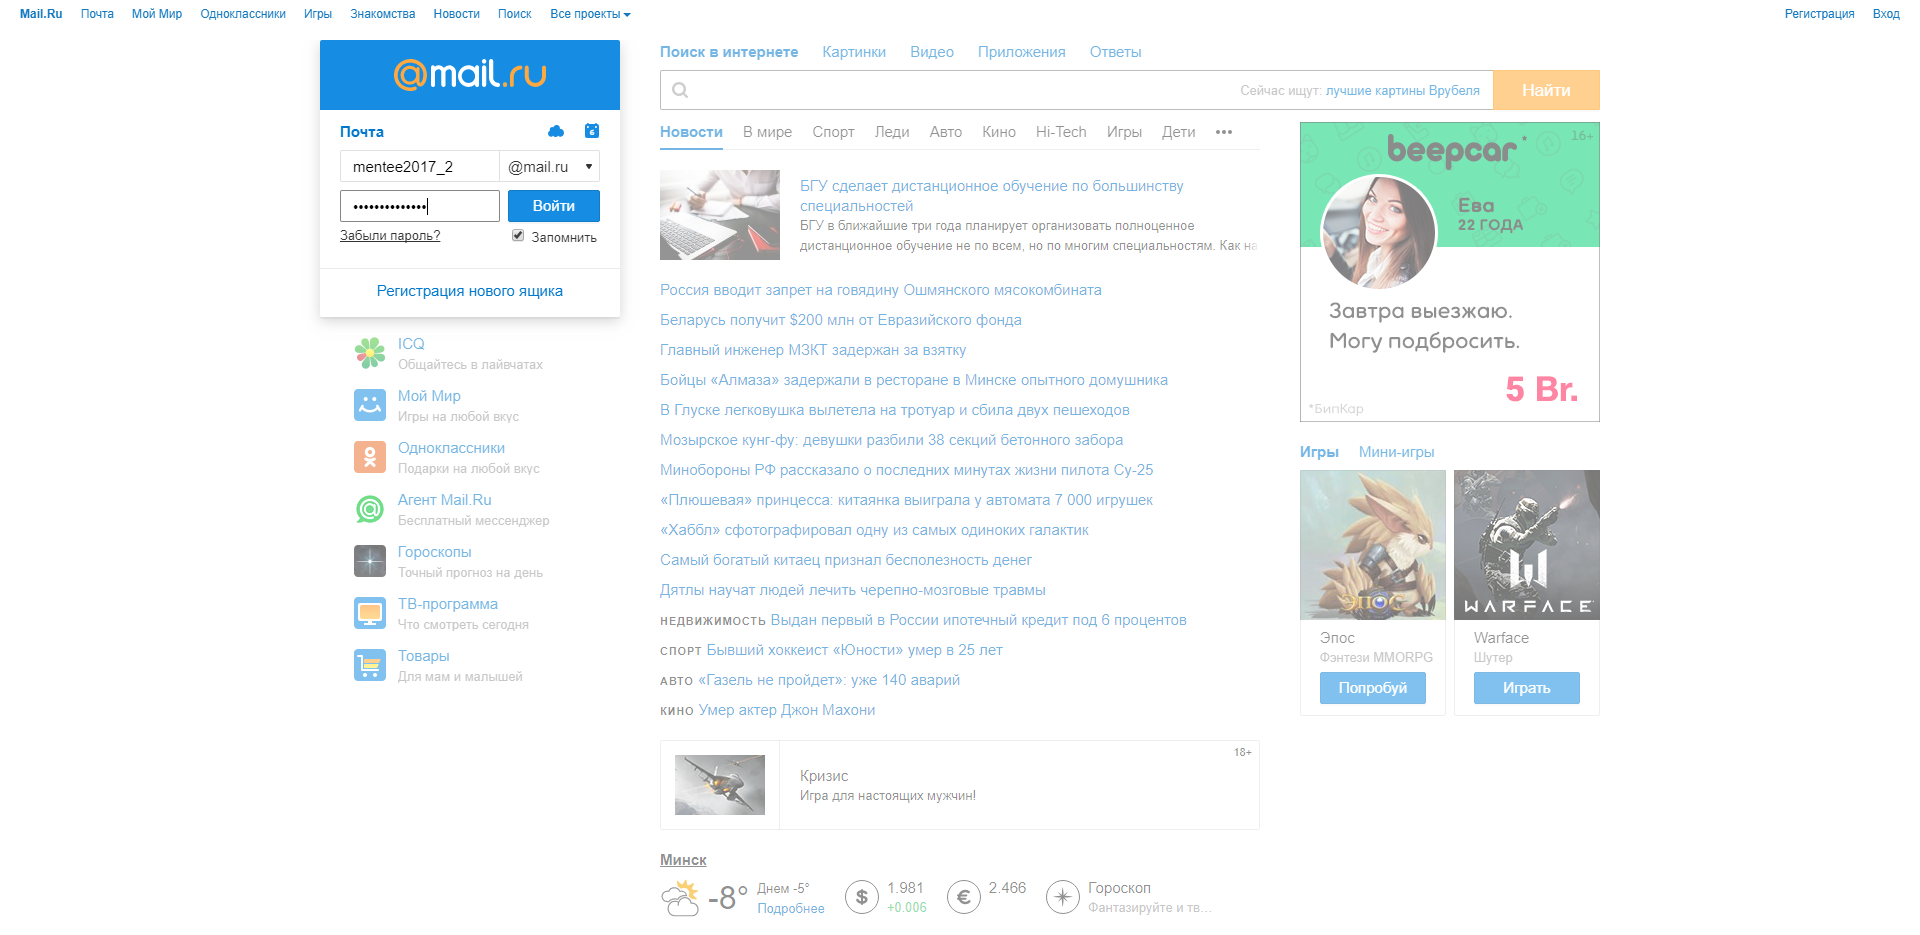 Mail.Ru Почта Мой Мир Одноклассники Игры Знакомства Новости Поиск Все проекты Регистрация Вход
@mail.ru
Почта
6
mentee2017_2 @mail.ru
•••••••••••••• Войти
Забыли пароль? Запомнить
Регистрация нового ящика
ICQ
Общайтесь в лайвчатах
Мой Мир
Игры на любой вкус
Одноклассники
Подарки на любой вкус
Агент Mail.Ru
Бесплатный мессенджер
Гороскопы
Точный прогноз на день
ТВ-программа
Что смотреть сегодня
Товары
Для мам и малышей
Поиск в интернете Картинки Видео Приложения Ответы
Сейчас ищут: лучшие картины Врубеля Найти
Новости В мире Спорт Леди Авто Кино Hi-Tech Игры Дети •••
БГУ сделает дистанционное обучение по большинству
специальностей
БГУ в ближайшие три года планирует организовать полноценное
дистанционное обучение не по всем, но по многим специальностям. Как на
Россия вводит запрет на говядину Ошмянского мясокомбината
Беларусь получит $200 млн от Евразийского фонда
Главный инженер МЗКТ задержан за взятку
Бойцы «Алмаза» задержали в ресторане в Минске опытного домушника
В Глуске легковушка вылетела на тротуар и сбила двух пешеходов
Мозырское кунг-фу: девушки разбили 38 секций бетонного забора
Минобороны РФ рассказало о последних минутах жизни пилота Су-25
«Плюшевая» принцесса: китаянка выиграла у автомата 7 000 игрушек
«Хаббл» сфотографировал одну из самых одиноких галактик
Самый богатый китаец признал бесполезность денег
Дятлы научат людей лечить черепно-мозговые травмы
НЕДВИЖИМОСТЬ Выдан первый в России ипотечный кредит под 6 процентов
СПОРТ Бывший хоккеист «Юности» умер в 25 лет
АВТО «Газель не пройдет»: уже 140 аварий
КИНО Умер актер Джон Махони
18+
Кризис
Игра для настоящих мужчин!
Минск
-8° Днем -5° Подробнее
$ 1.981 +0.006
€ 2.466
Гороскоп
Фантазируйте и тв...
16+
beepcar*
Ева
22 ГОДА
Завтра выезжаю.
Могу подбросить.
5 Br.
*БипКар
Игры Мини-игры
ЭПОС
WARFACE
Эпос
Фэнтези MMORPG
Попробуй
Warface
Шутер
Играть